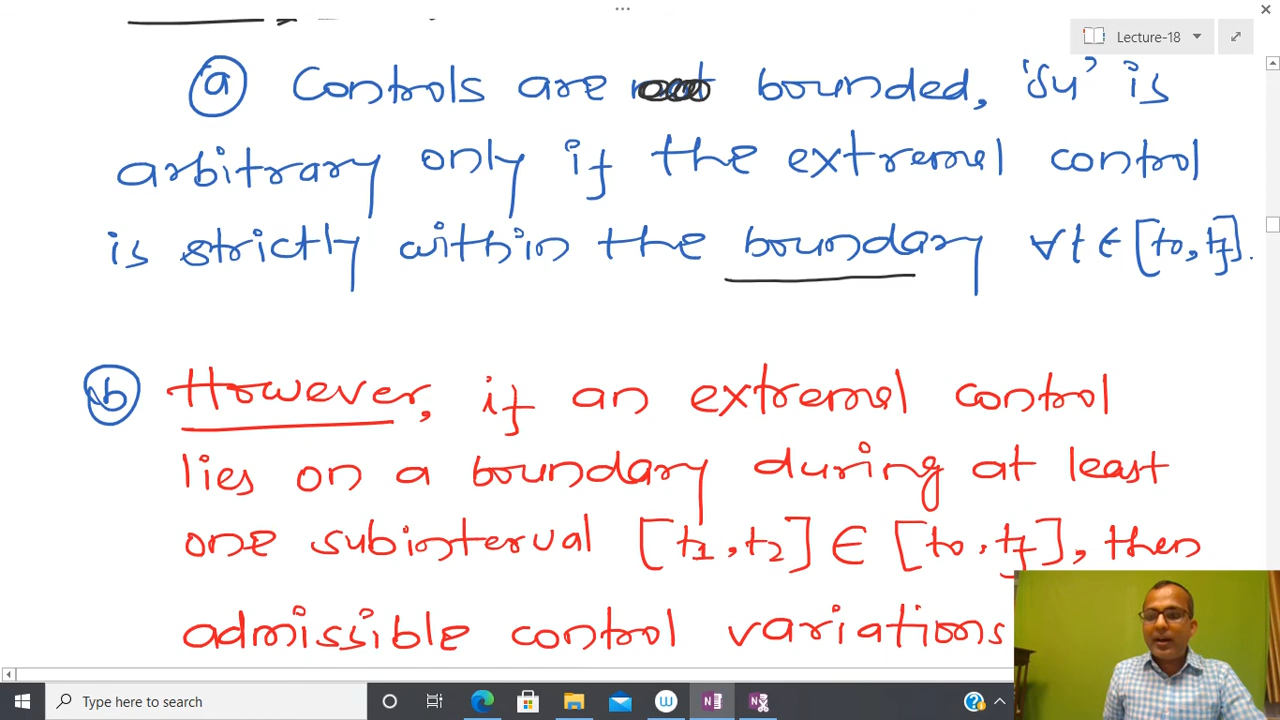 Lecture-18
ⓐ Controls are bounded, 'δu' is
arbitrary only if the extremel control
is strictly within the boundary ∀t ∈ [t0, tf].
ⓑ However, if an extremel control
lies on a boundary during at least
one subinterval [t1, t2] ∈ [t0, tf], then
admissible control variations
Type here to search